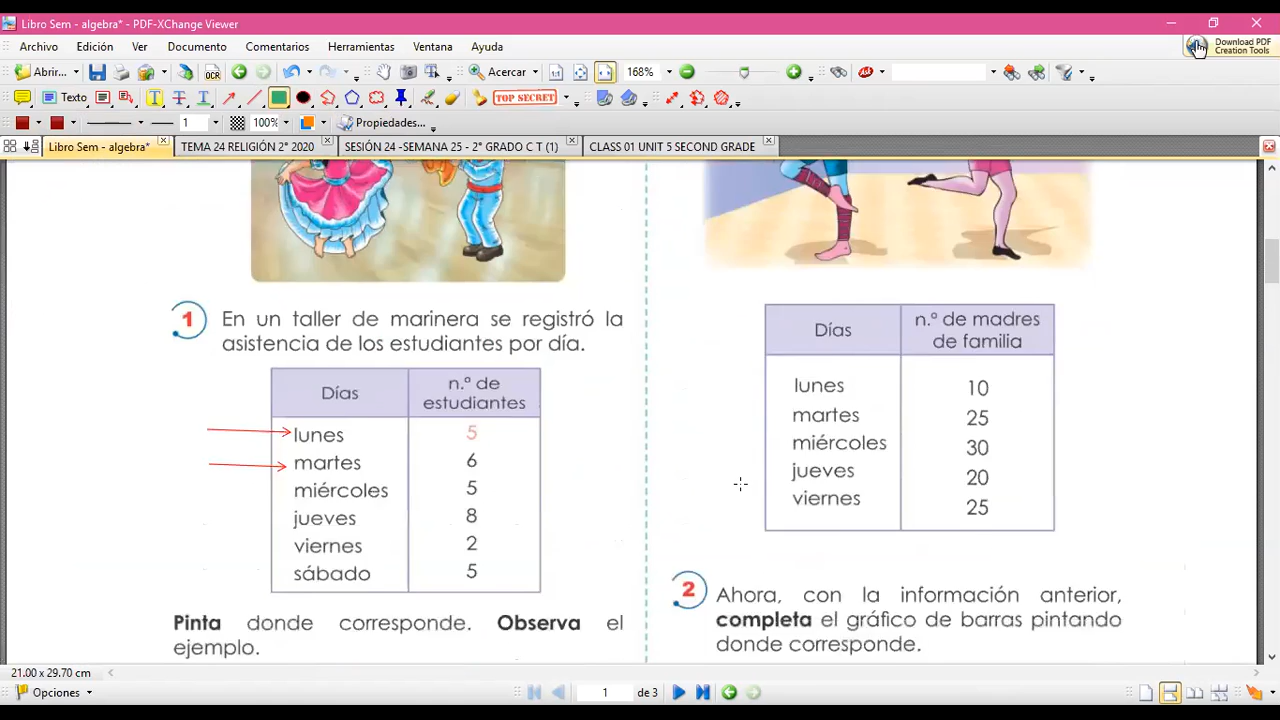 Libro Sem - algebra* - PDF-XChange Viewer
Archivo Edición Ver Documento Comentarios Herramientas Ventana Ayuda
Download PDF
Creation Tools
Abrir... OCR Acercar 168%
Texto TOP SECRET
1 100% Propiedades...
Libro Sem - algebra* TEMA 24 RELIGIÓN 2° 2020 SESIÓN 24 -SEMANA 25 - 2° GRADO C T (1) CLASS 01 UNIT 5 SECOND GRADE
1 En un taller de marinera se registró la
asistencia de los estudiantes por día.
Días n.º de
estudiantes
lunes 5
martes 6
miércoles 5
jueves 8
viernes 2
sábado 5
Pinta donde corresponde. Observa el
ejemplo.
Días n.º de madres
de familia
lunes 10
martes 25
miércoles 30
jueves 20
viernes 25
2 Ahora, con la información anterior,
completa el gráfico de barras pintando
donde corresponde.
21.00 x 29.70 cm
Opciones 1 de 3